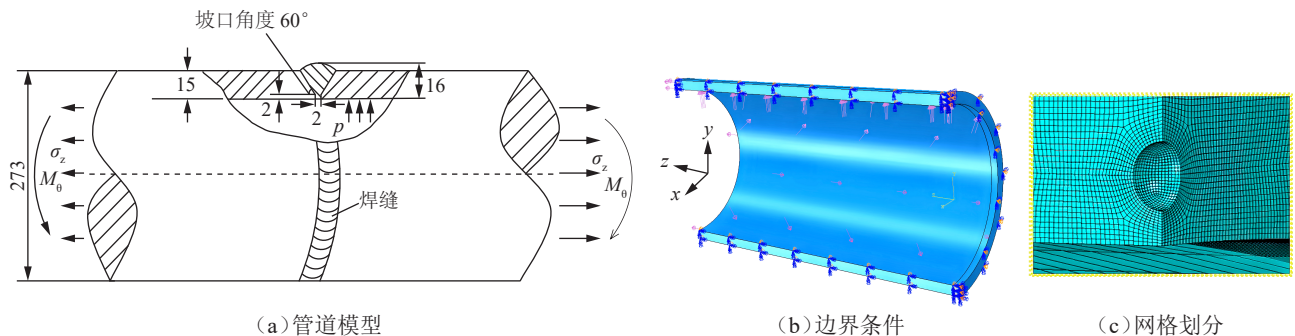 坡口角度 60°
15
16
2
2
p
273
σz
Mθ
σz
Mθ
焊缝
y
z
x
(a)管道模型
(b)边界条件
(c)网格划分